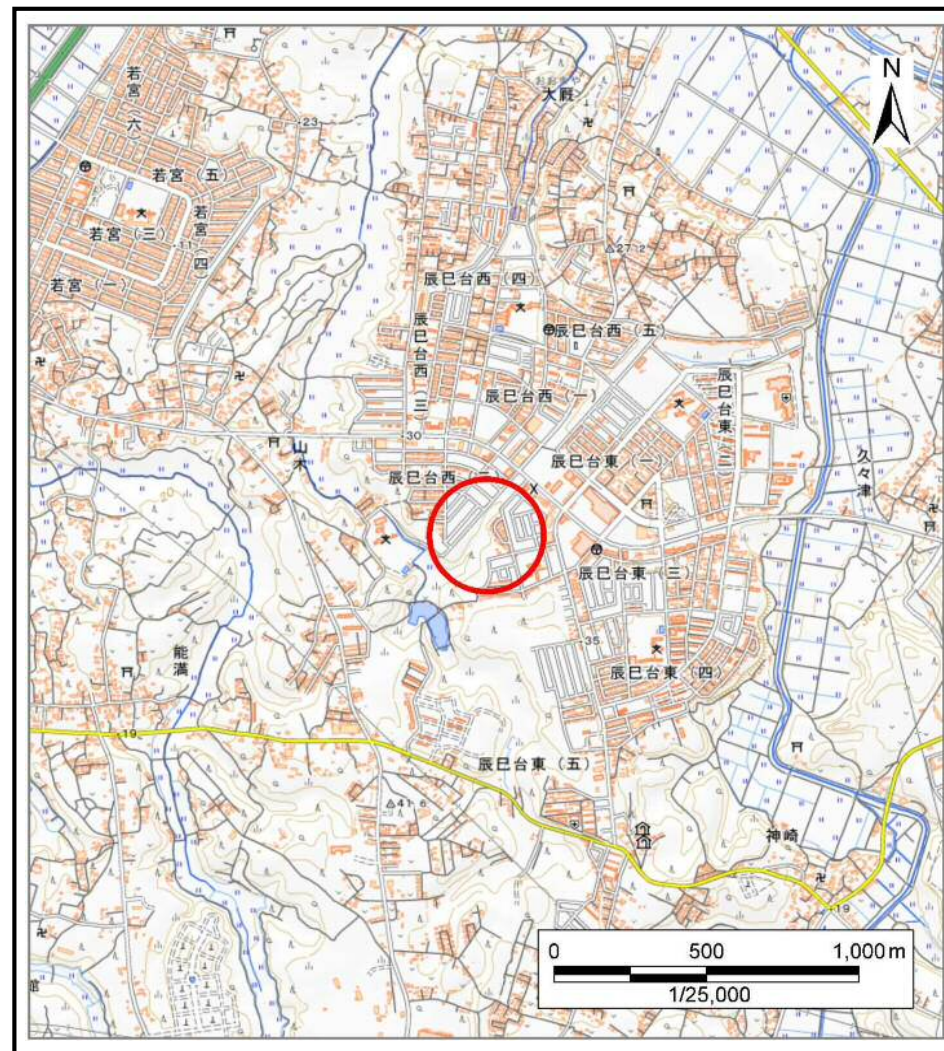 N
大厩
23
若宮 六
若宮（五）
若宮（三）
若宮 四
11
若宮（一）
27.2
辰巳台西（四）
辰巳台西（五）
辰巳台西（三）
辰巳台西（一）
辰巳台東（二）
30
山木
辰巳台東（一）
久々津
辰巳台西（二）
X
辰巳台東（三）
35
能満
辰巳台東（四）
19
辰巳台東（五）
41.6
神崎
19
0 500 1,000m
1/25,000